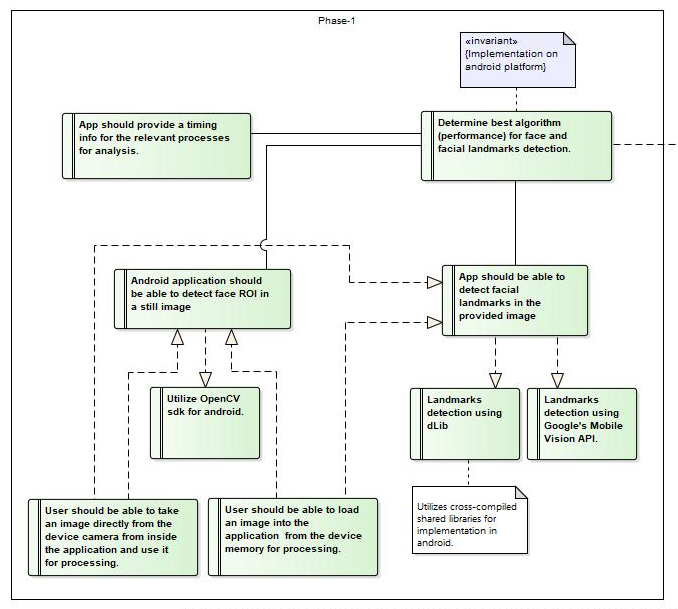 Phase-1
«invariant»
{Implementation on
android platform}
App should provide a timing
info for the relevant processes
for analysis.
Determine best algorithm
(performance) for face and
facial landmarks detection.
Android application should
be able to detect face ROI in
a still image
App should be able to
detect facial
landmarks in the
provided image
Utilize OpenCV
sdk for android.
Landmarks
detection using
dLib
Landmarks
detection using
Google's Mobile
Vision API.
User should be able to take
an image directly from the
device camera from inside
the application and use it
for processing.
User should be able to load
an image into the
application from the device
memory for processing.
Utilizes cross-compiled
shared libraries for
implementation in
android.